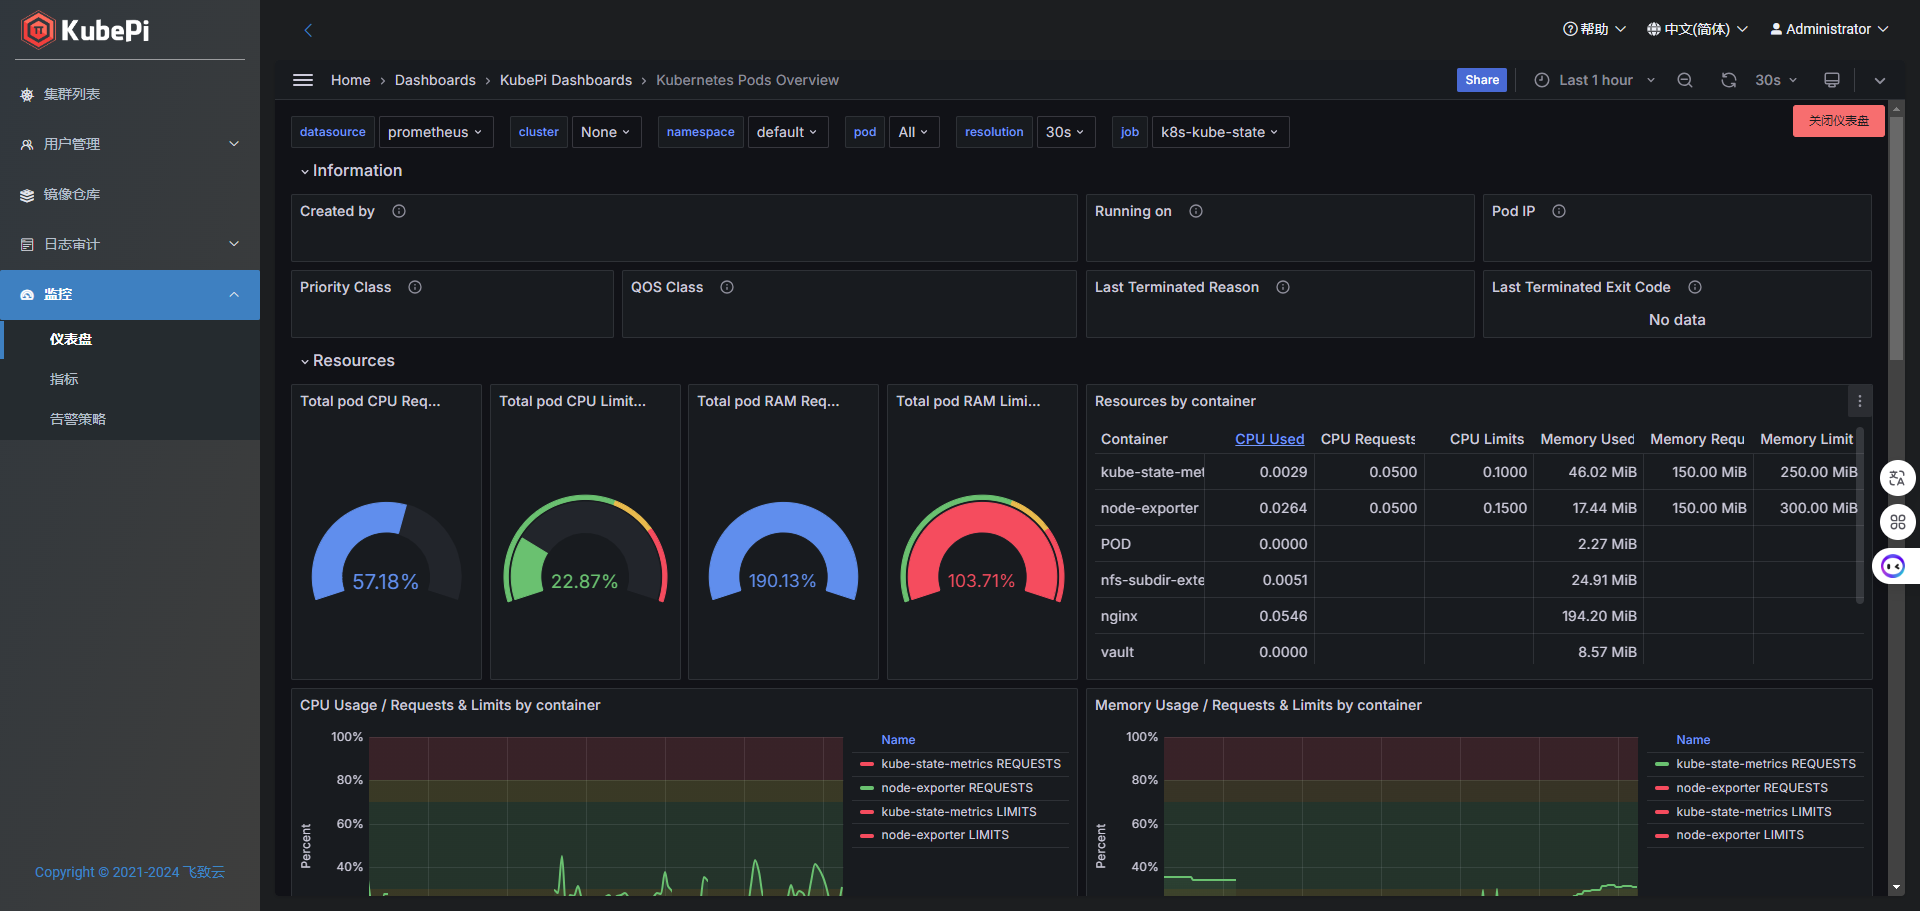 KubePi
帮助
中文(简体)
Administrator
集群列表
用户管理
镜像仓库
日志审计
监控
仪表盘
指标
告警策略
Copyright © 2021-2024 飞致云
Home › Dashboards › KubePi Dashboards › Kubernetes Pods Overview
Share
Last 1 hour
30s
关闭仪表盘
datasource prometheus cluster None namespace default pod All resolution 30s job k8s-kube-state
Information
Created by
Running on
Pod IP
Priority Class
QOS Class
Last Terminated Reason
Last Terminated Exit Code
No data
Resources
Total pod CPU Req...
57.18%
Total pod CPU Limit...
22.87%
Total pod RAM Req...
190.13%
Total pod RAM Limi...
103.71%
Resources by container
Container CPU Used CPU Requests CPU Limits Memory Used Memory Requ Memory Limit
kube-state-met 0.0029 0.0500 0.1000 46.02 MiB 150.00 MiB 250.00 MiB
node-exporter 0.0264 0.0500 0.1500 17.44 MiB 150.00 MiB 300.00 MiB
POD 0.0000 2.27 MiB
nfs-subdir-exte 0.0051 24.91 MiB
nginx 0.0546 194.20 MiB
vault 0.0000 8.57 MiB
CPU Usage / Requests & Limits by container
Percent
100%
80%
60%
40%
Name
kube-state-metrics REQUESTS
node-exporter REQUESTS
kube-state-metrics LIMITS
node-exporter LIMITS
Memory Usage / Requests & Limits by container
Percent
100%
80%
60%
40%
Name
kube-state-metrics REQUESTS
node-exporter REQUESTS
kube-state-metrics LIMITS
node-exporter LIMITS